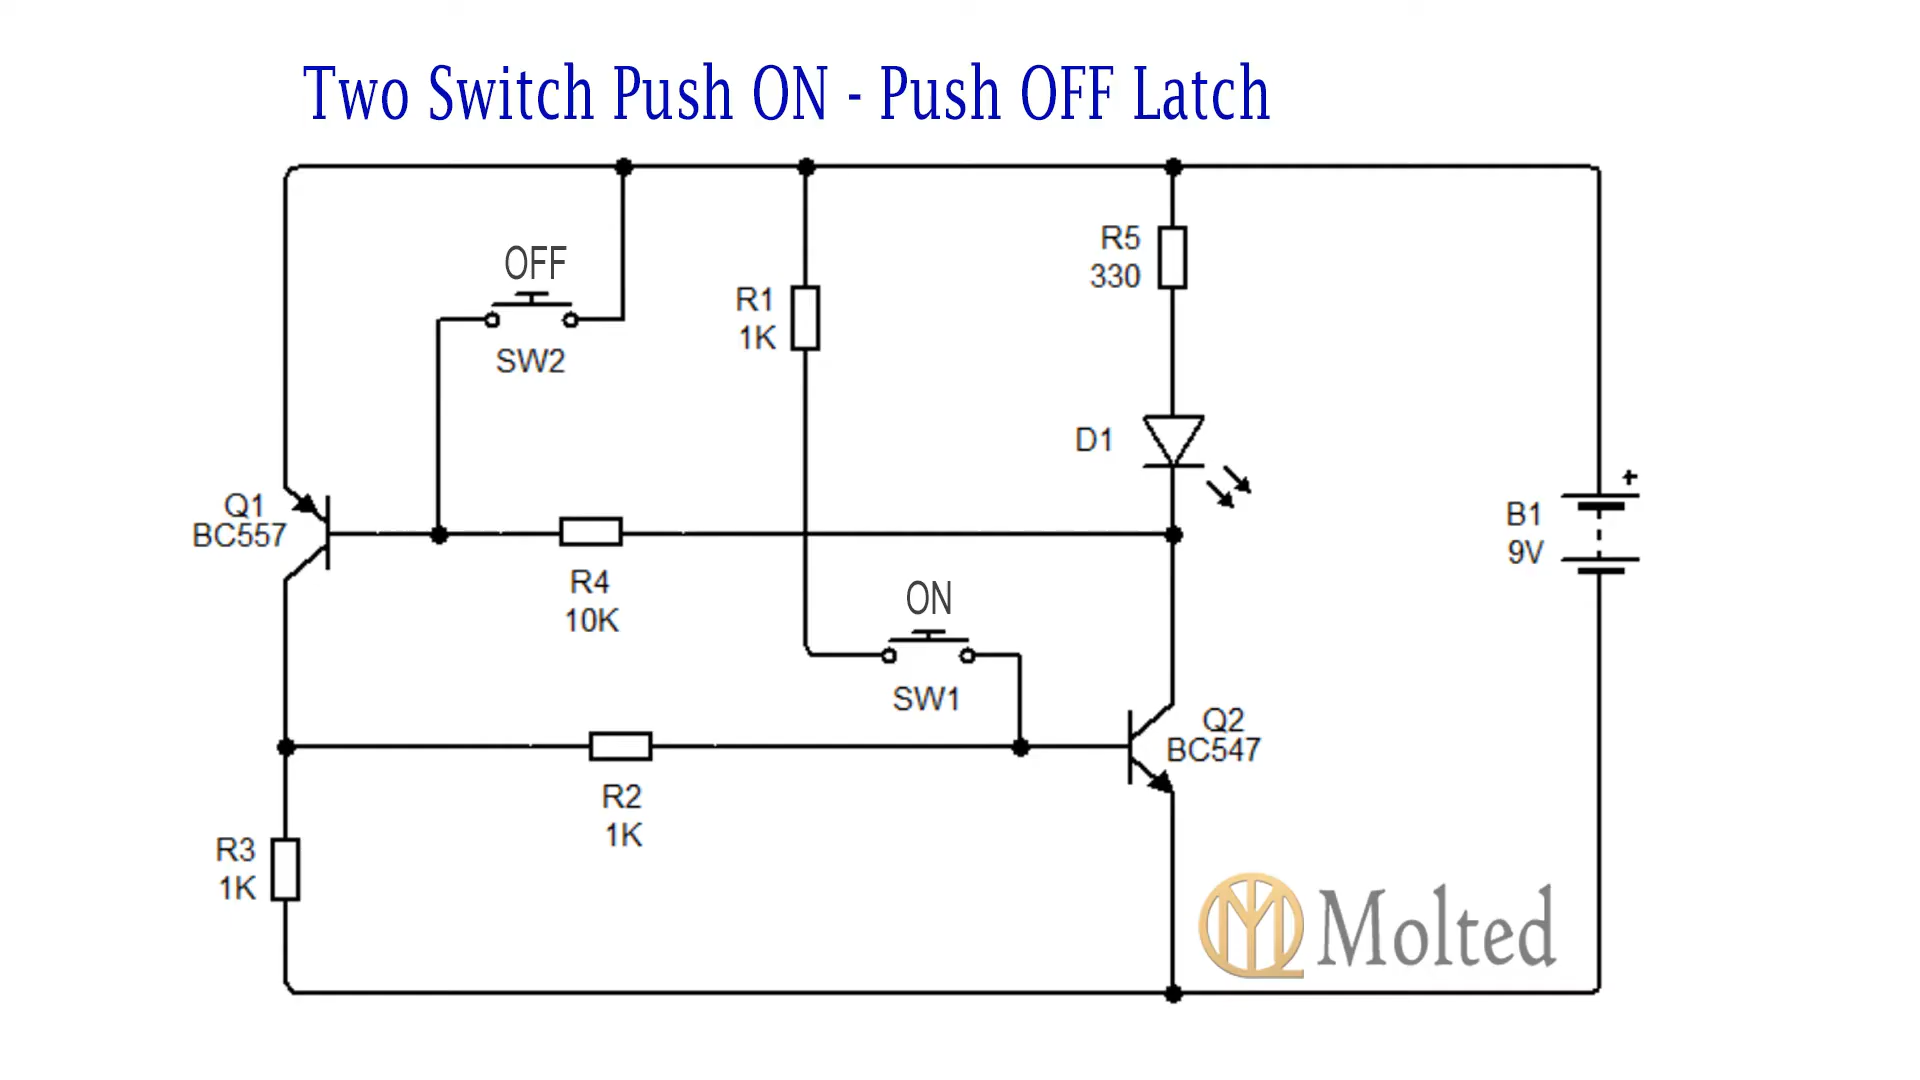 Two Switch Push ON - Push OFF Latch
OFF
SW2
R1
1K
R5
330
D1
Q1
BC557
R4
10K
ON
SW1
+
B1
9V
Q2
BC547
R2
1K
R3
1K
Molted